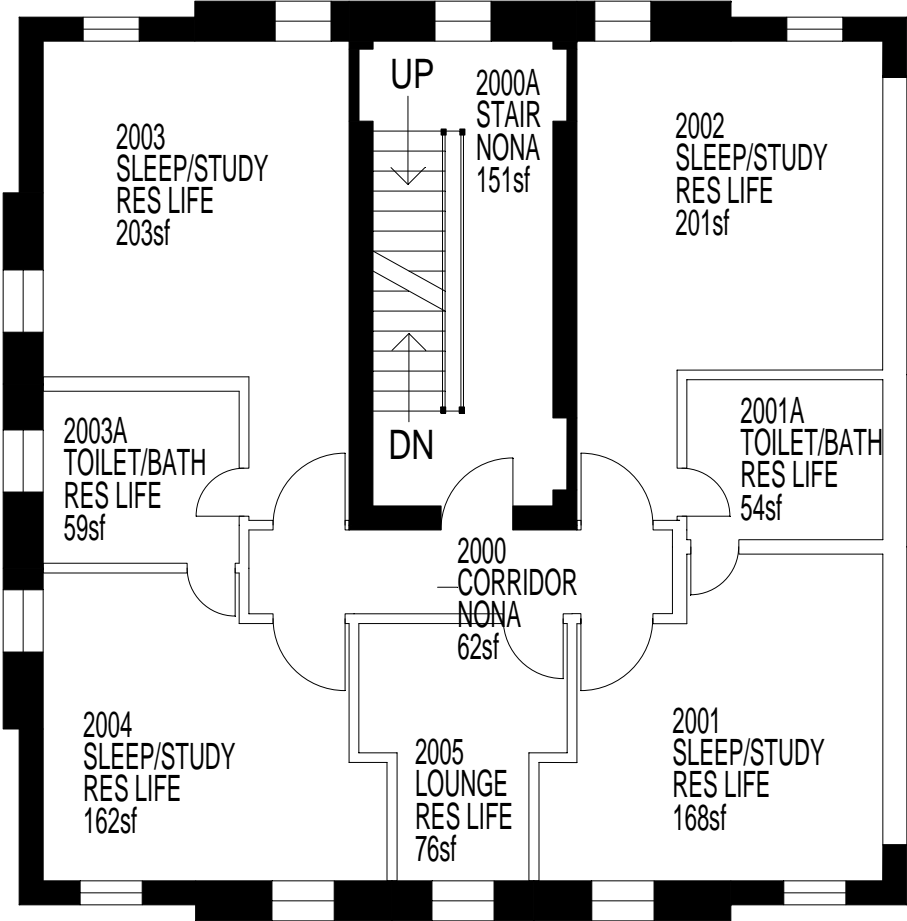 UP
2000A
STAIR
NONA
151sf
2003
SLEEP/STUDY
RES LIFE
203sf
2002
SLEEP/STUDY
RES LIFE
201sf
2003A
TOILET/BATH
RES LIFE
59sf
DN
2001A
TOILET/BATH
RES LIFE
54sf
2000
CORRIDOR
NONA
62sf
2004
SLEEP/STUDY
RES LIFE
162sf
2005
LOUNGE
RES LIFE
76sf
2001
SLEEP/STUDY
RES LIFE
168sf